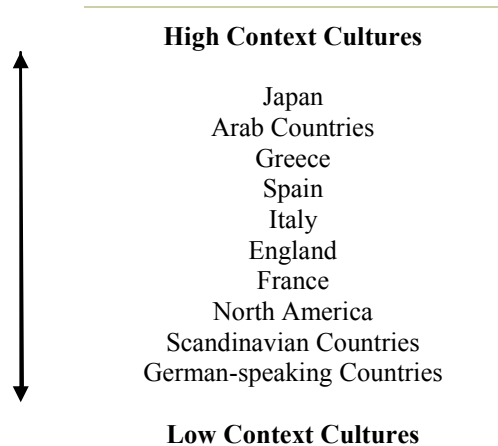 High Context Cultures
Japan
Arab Countries
Greece
Spain
Italy
England
France
North America
Scandinavian Countries
German-speaking Countries
Low Context Cultures